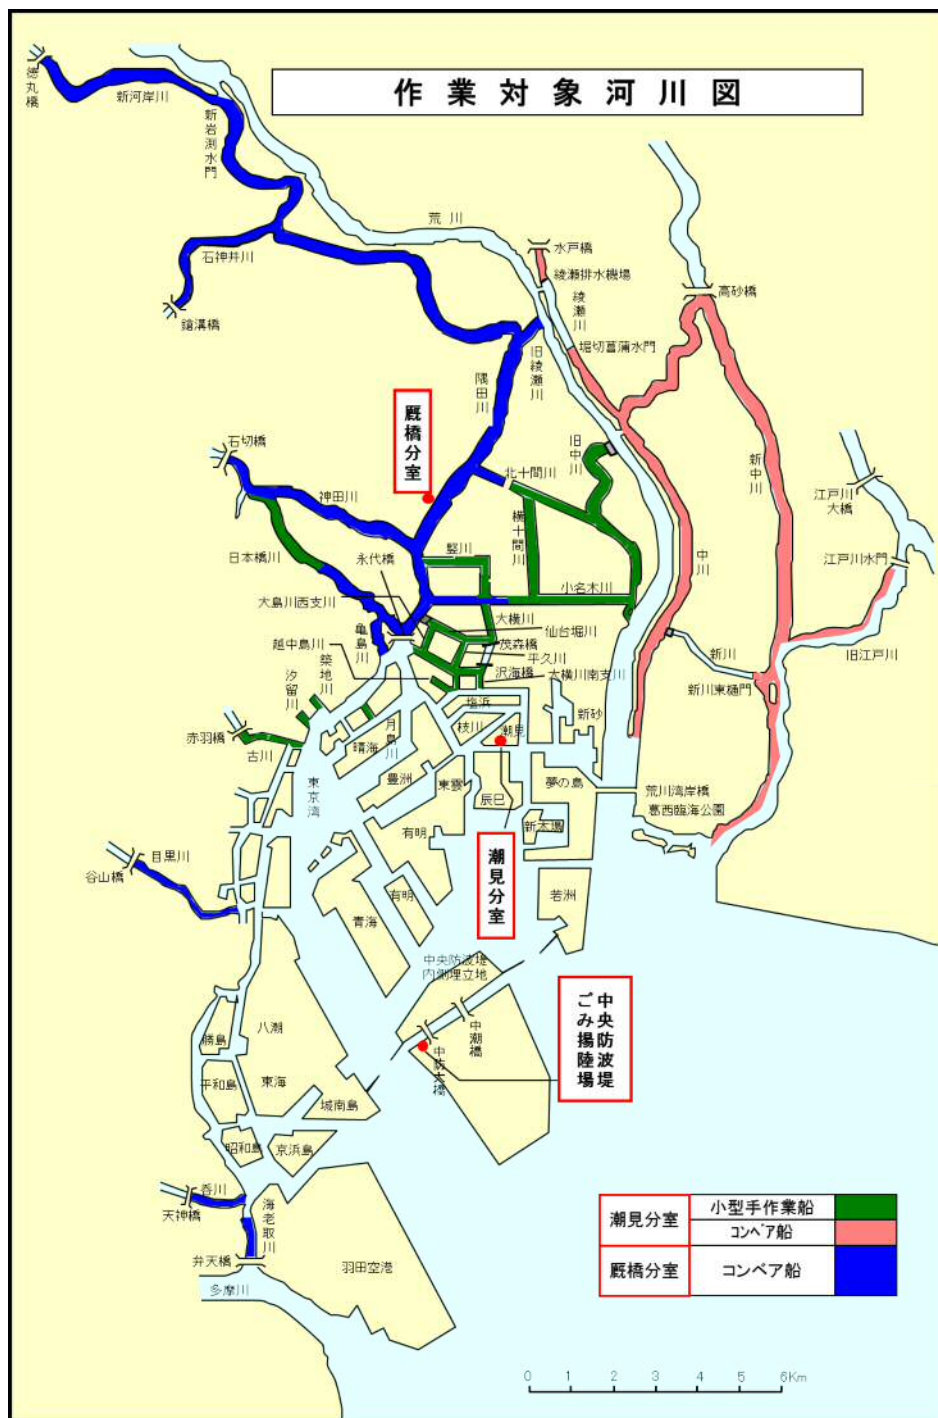 作業対象河川図
徳丸橋
新河岸川
新岩渕水門
荒川
石神井川
鎗溝橋
水戸橋
綾瀬排水機場
綾瀬川
堀切菖蒲水門
高砂橋
旧綾瀬川
隅田川
厩橋分室
石切橋
神田川
日本橋川
永代橋
竪川
北十間川
横十間川
旧中川
小名木川
中川
新中川
江戸川大橋
江戸川水門
旧江戸川
新川
新川東樋門
大島川西支川
越中島川
亀島川
築地川
汐留川
大横川
仙台堀川
茂森橋
平久川
沢海橋
大横川南支川
塩浜
枝川
潮見
新砂
赤羽橋
古川
東京湾
晴海
月島川
豊洲
東雲
辰巳
夢の島
新木場
荒川湾岸橋
葛西臨海公園
有明
有明
青海
潮見分室
若洲
目黒川
谷山橋
中央防波堤
内側埋立地
中央防波堤
ごみ揚陸場
中潮橋
中防大橋
勝島
八潮
平和島
東海
城南島
昭和島
京浜島
呑川
天神橋
海老取川
弁天橋
多摩川
羽田空港
潮見分室
小型手作業船
コンベア船
厩橋分室
コンベア船
0 1 2 3 4 5 6Km